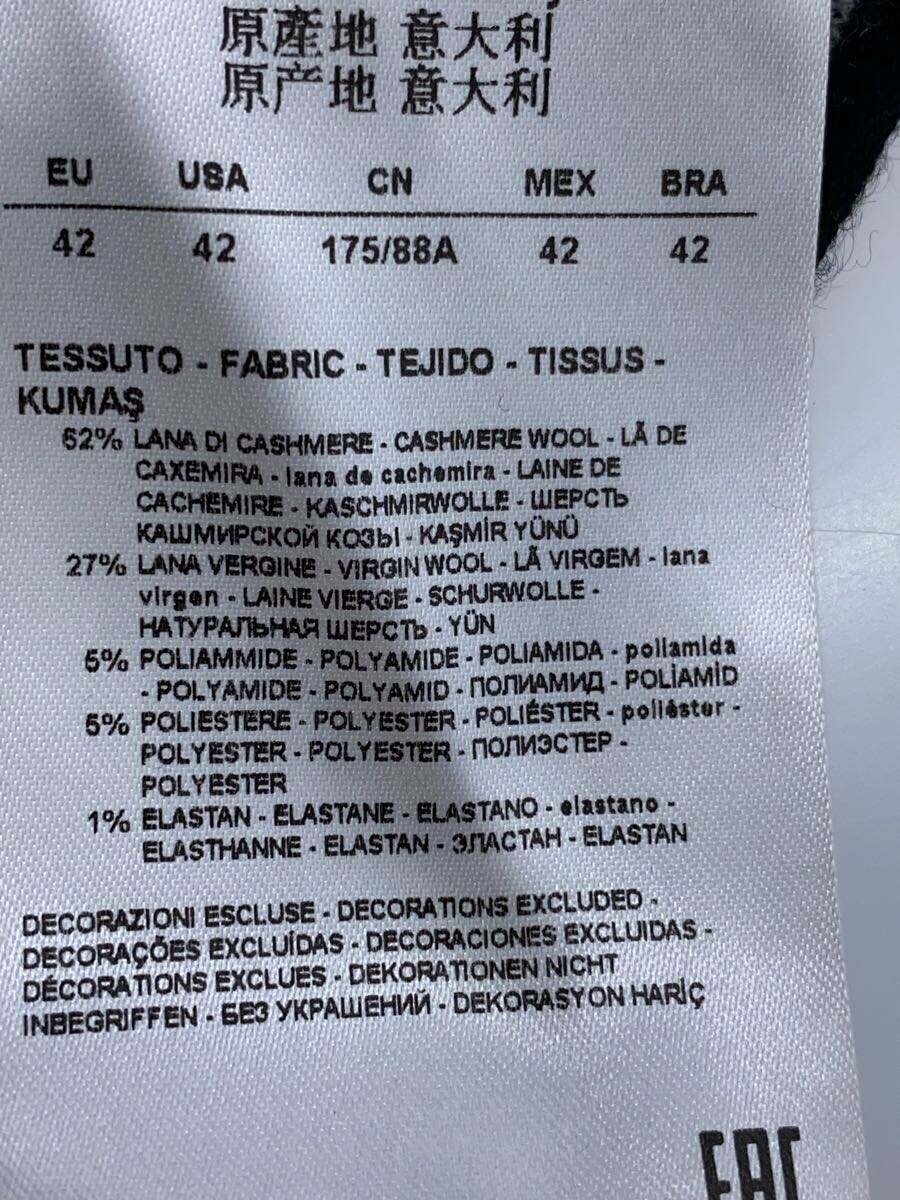 原產地 意大利
原产地 意大利
EU USA CN MEX BRA
42 42 175/88A 42 42
TESSUTO - FABRIC - TEJIDO - TISSUS -
KUMAŞ
62% LANA DI CASHMERE - CASHMERE WOOL - LÃ DE
CAXEMIRA - lana de cachemira - LAINE DE
CACHEMIRE - KASCHMIRWOLLE - ШЕРСТЬ
КАШМИРСКОЙ КОЗЫ - KAŞMİR YÜNÜ
27% LANA VERGINE - VIRGIN WOOL - LÃ VIRGEM - lana
virgen - LAINE VIERGE - SCHURWOLLE -
НАТУРАЛЬНАЯ ШЕРСТЬ - YÜN
5% POLIAMMIDE - POLYAMIDE - POLIAMIDA - poliamida
- POLYAMIDE - POLYAMID - ПОЛИАМИД - POLİAMİD
5% POLIESTERE - POLYESTER - POLIÉSTER - poliéster -
POLYESTER - POLYESTER - ПОЛИЭСТЕР -
POLYESTER
1% ELASTAN - ELASTANE - ELASTANO - elastano -
ELASTHANNE - ELASTAN - ЭЛАСТАН - ELASTAN
DECORAZIONI ESCLUSE - DECORATIONS EXCLUDED -
DECORAÇÕES EXCLUÍDAS - DECORACIONES EXCLUIDAS -
DÉCORATIONS EXCLUES - DEKORATIONEN NICHT
INBEGRIFFEN - БЕЗ УКРАШЕНИЙ - DEKORASYON HARİÇ
EAC